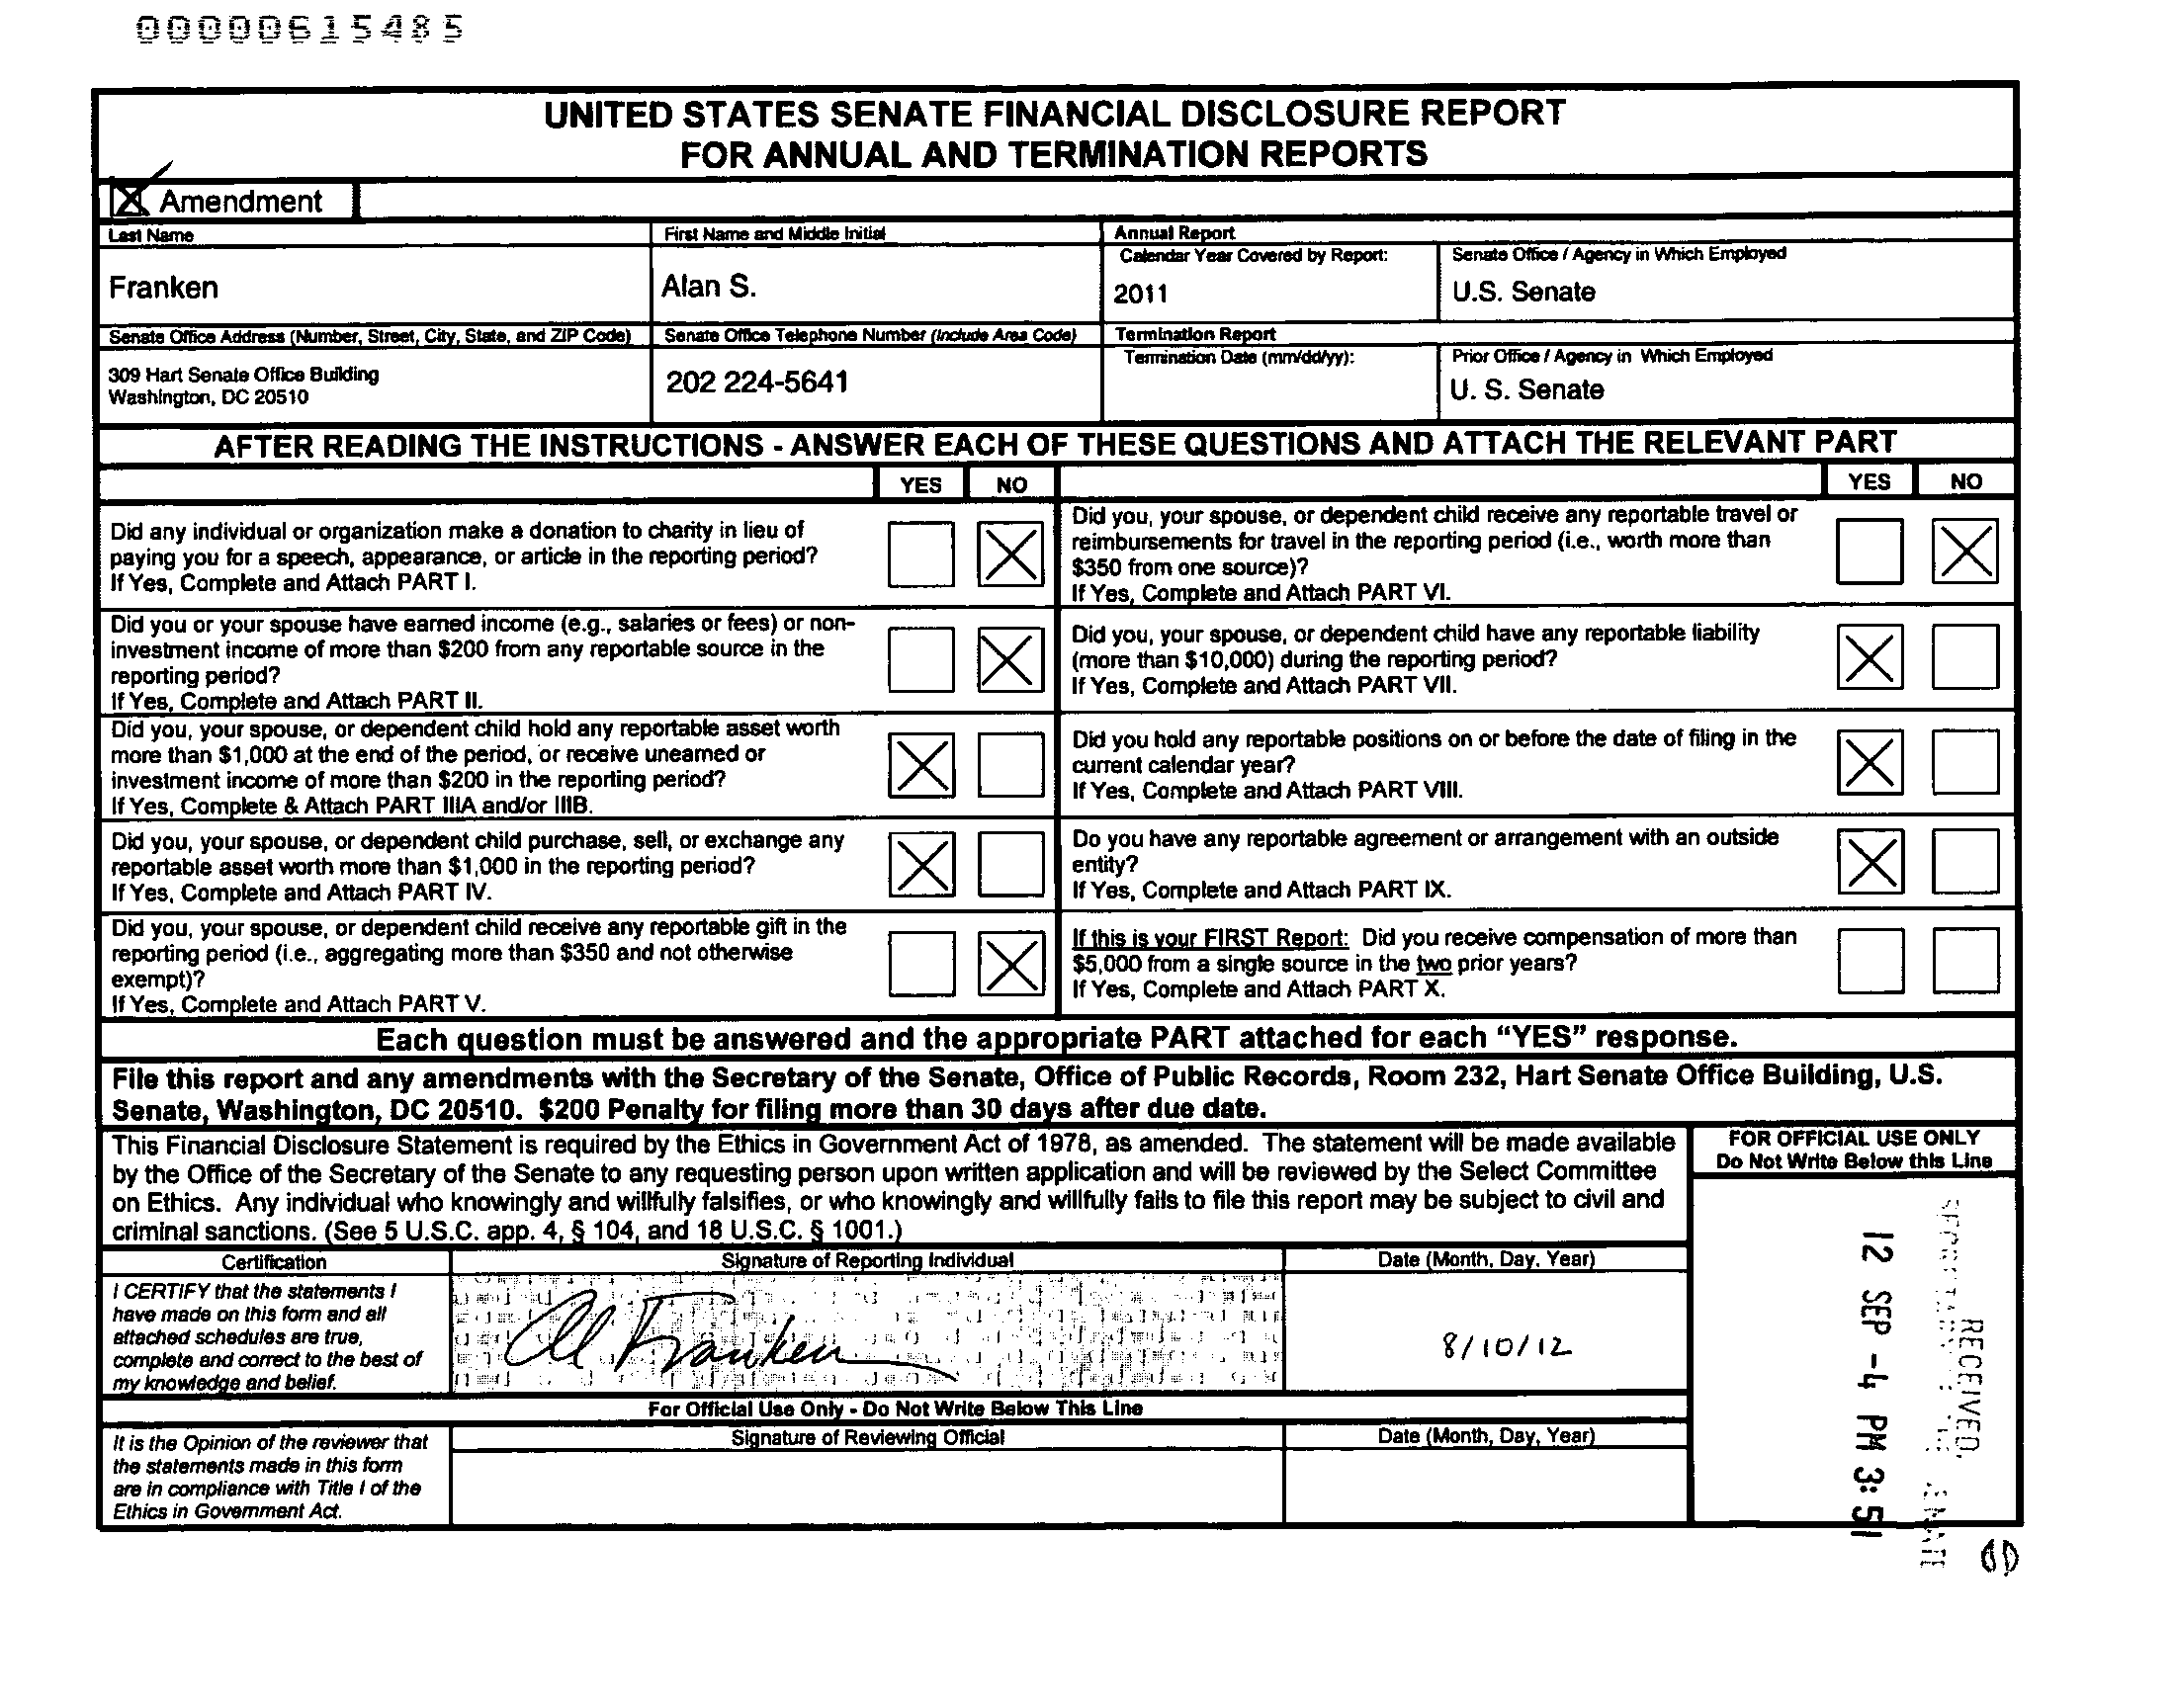 00000615485
UNITED STATES SENATE FINANCIAL DISCLOSURE REPORT
FOR ANNUAL AND TERMINATION REPORTS
Amendment
Last Name
Franken
First Name and Middle Initial
Alan S.
Annual Report
Calendar Year Covered by Report:
2011
Senate Office / Agency in Which Employed
U.S. Senate
Senate Office Address (Number, Street, City, State, and ZIP Code)
309 Hart Senate Office Building
Washington, DC 20510
Senate Office Telephone Number (Include Area Code)
202 224-5641
Termination Report
Termination Date (mm/dd/yy):
Prior Office / Agency in Which Employed
U. S. Senate
AFTER READING THE INSTRUCTIONS - ANSWER EACH OF THESE QUESTIONS AND ATTACH THE RELEVANT PART
YES NO
Did any individual or organization make a donation to charity in lieu of
paying you for a speech, appearance, or article in the reporting period?
If Yes, Complete and Attach PART I.
Did you or your spouse have earned income (e.g., salaries or fees) or non-
investment income of more than $200 from any reportable source in the
reporting period?
If Yes, Complete and Attach PART II.
Did you, your spouse, or dependent child hold any reportable asset worth
more than $1,000 at the end of the period, or receive unearned or
investment income of more than $200 in the reporting period?
If Yes, Complete & Attach PART IIIA and/or IIIB.
Did you, your spouse, or dependent child purchase, sell, or exchange any
reportable asset worth more than $1,000 in the reporting period?
If Yes, Complete and Attach PART IV.
Did you, your spouse, or dependent child receive any reportable gift in the
reporting period (i.e., aggregating more than $350 and not otherwise
exempt)?
If Yes, Complete and Attach PART V.
YES NO
Did you, your spouse, or dependent child receive any reportable travel or
reimbursements for travel in the reporting period (i.e., worth more than
$350 from one source)?
If Yes, Complete and Attach PART VI.
Did you, your spouse, or dependent child have any reportable liability
(more than $10,000) during the reporting period?
If Yes, Complete and Attach PART VII.
Did you hold any reportable positions on or before the date of filing in the
current calendar year?
If Yes, Complete and Attach PART VIII.
Do you have any reportable agreement or arrangement with an outside
entity?
If Yes, Complete and Attach PART IX.
If this is your FIRST Report: Did you receive compensation of more than
$5,000 from a single source in the two prior years?
If Yes, Complete and Attach PART X.
Each question must be answered and the appropriate PART attached for each “YES” response.
File this report and any amendments with the Secretary of the Senate, Office of Public Records, Room 232, Hart Senate Office Building, U.S.
Senate, Washington, DC 20510. $200 Penalty for filing more than 30 days after due date.
This Financial Disclosure Statement is required by the Ethics in Government Act of 1978, as amended. The statement will be made available
by the Office of the Secretary of the Senate to any requesting person upon written application and will be reviewed by the Select Committee
on Ethics. Any individual who knowingly and willfully falsifies, or who knowingly and willfully fails to file this report may be subject to civil and
criminal sanctions. (See 5 U.S.C. app. 4, § 104, and 18 U.S.C. § 1001.)
FOR OFFICIAL USE ONLY
Do Not Write Below this Line
Certification
I CERTIFY that the statements I
have made on this form and all
attached schedules are true,
complete and correct to the best of
my knowledge and belief.
Signature of Reporting Individual
Al Franken
Date (Month, Day, Year)
8/10/12
For Official Use Only - Do Not Write Below This Line
It is the Opinion of the reviewer that
the statements made in this form
are in compliance with Title I of the
Ethics in Government Act.
Signature of Reviewing Official
Date (Month, Day, Year)
RECEIVED
12 SEP -4 PM 3:51